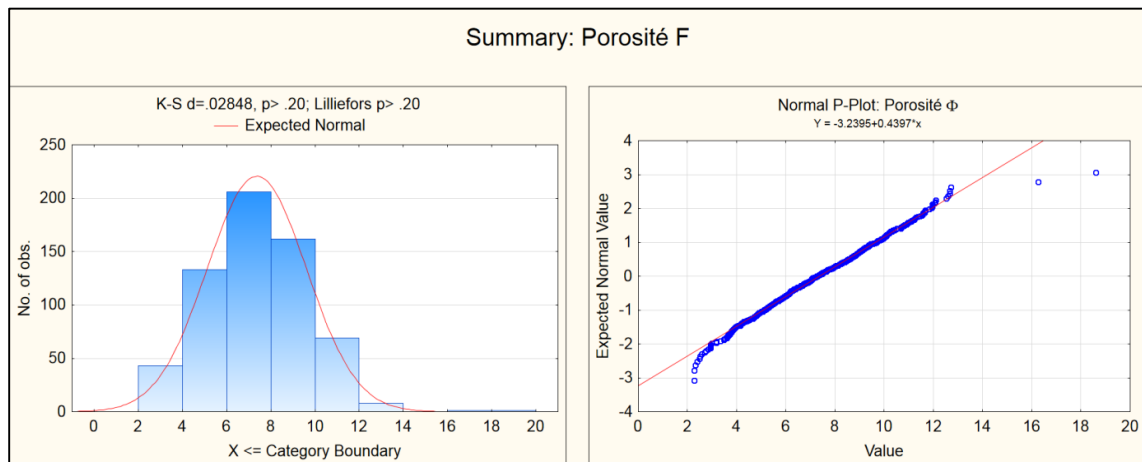 Summary: Porosité F
K-S d=.02848, p> .20; Lilliefors p> .20
Expected Normal
250
200
150
100
50
0
No. of obs.
0 2 4 6 8 10 12 14 16 18 20
X <= Category Boundary
Normal P-Plot: Porosité Φ
Y = -3.2395+0.4397*x
4
3
2
1
0
-1
-2
-3
-4
Expected Normal Value
0 2 4 6 8 10 12 14 16 18 20
Value